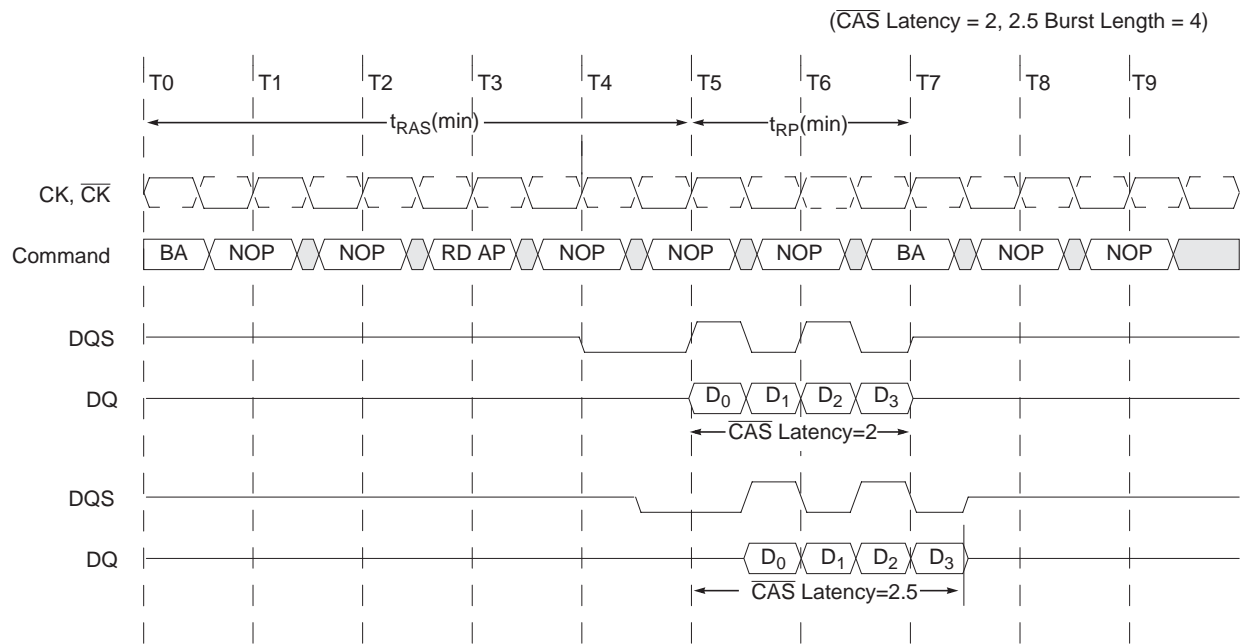 (CAS Latency = 2, 2.5 Burst Length = 4)
T0 T1 T2 T3 T4 T5 T6 T7 T8 T9
tRAS(min) tRP(min)
CK, CK
Command BA NOP NOP RD AP NOP NOP NOP BA NOP NOP
DQS
DQ D0 D1 D2 D3
CAS Latency=2
DQS
DQ D0 D1 D2 D3
CAS Latency=2.5